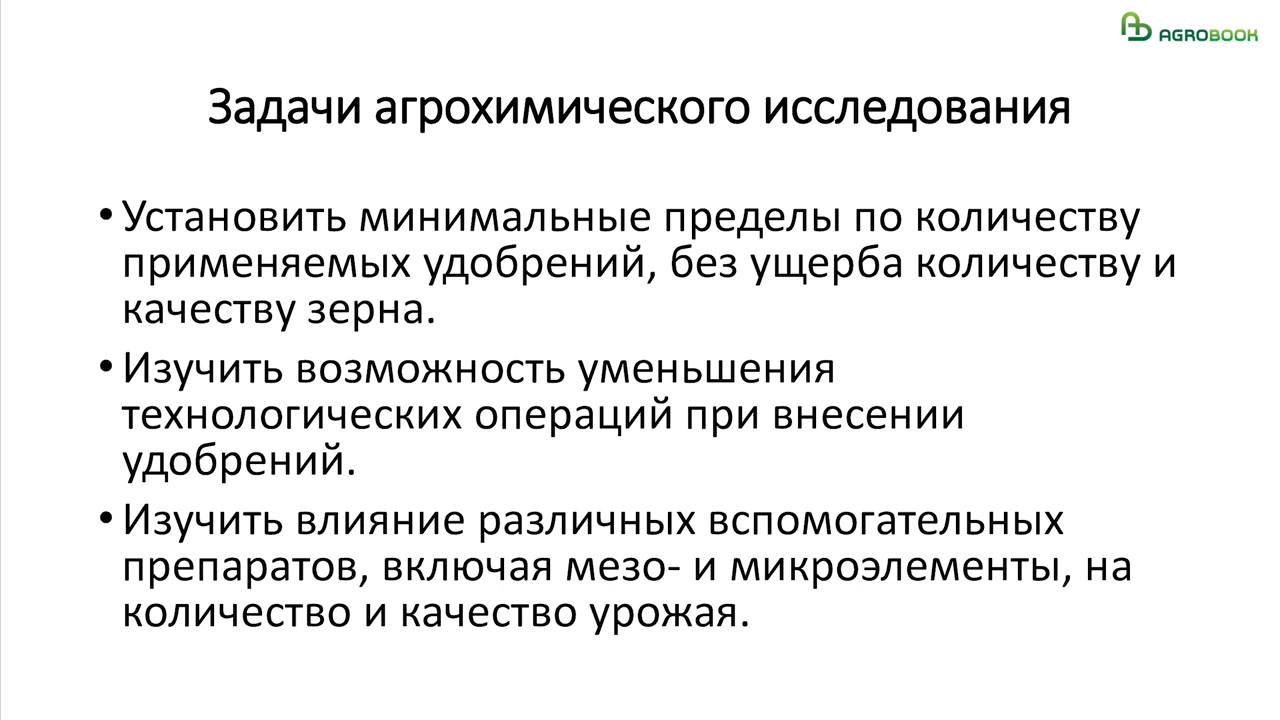 AGROBOOK
Задачи агрохимического исследования
• Установить минимальные пределы по количеству
применяемых удобрений, без ущерба количеству и
качеству зерна.
• Изучить возможность уменьшения
технологических операций при внесении
удобрений.
• Изучить влияние различных вспомогательных
препаратов, включая мезо- и микроэлементы, на
количество и качество урожая.